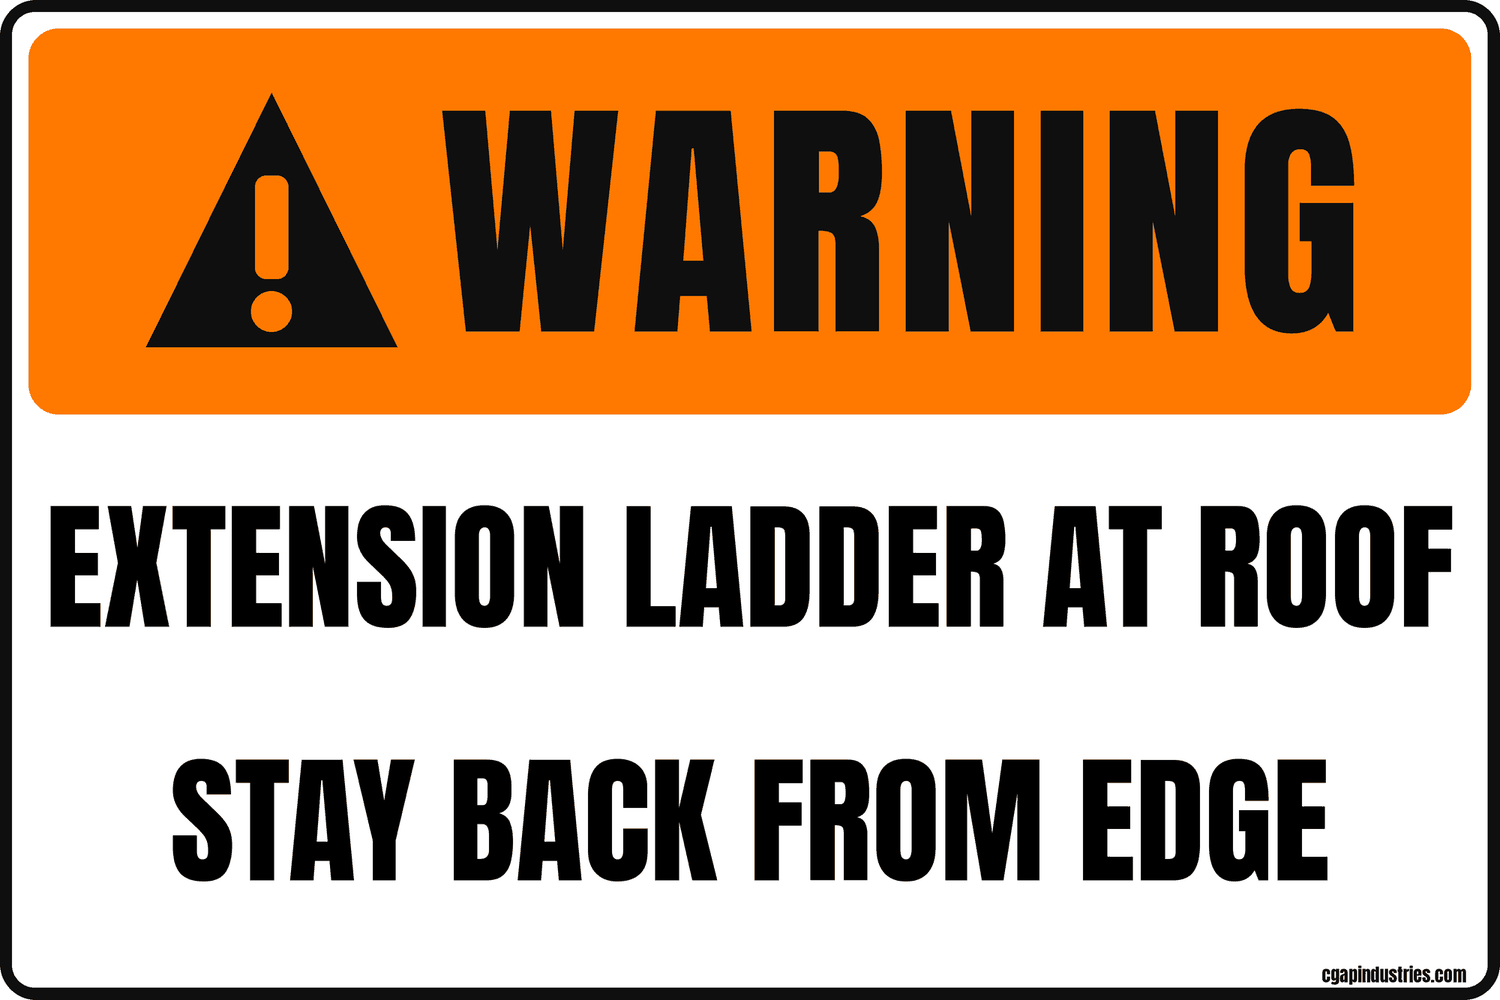 WARNING
EXTENSION LADDER AT ROOF
STAY BACK FROM EDGE
cgapindustries.com